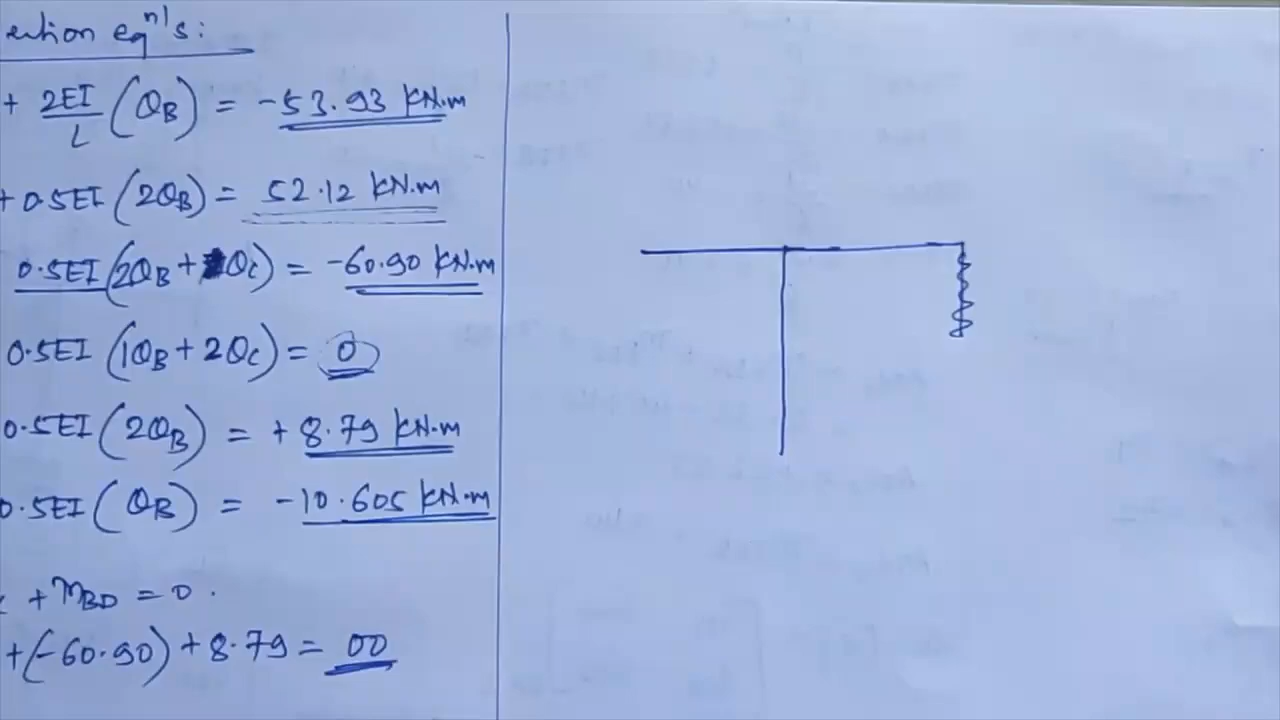 eqⁿ's:
+ 2EI/L (θB) = -53.93 KN.m
+ 0.5EI (2θB) = 52.12 KN.m
0.5EI (2θB + θC) = -60.90 KN.m
0.5EI (1θB + 2θC) = 0
0.5EI (2θB) = + 8.79 KN.m
0.5EI (θB) = -10.605 KN.m
+ MBD = 0.
+ (-60.90) + 8.79 = 00